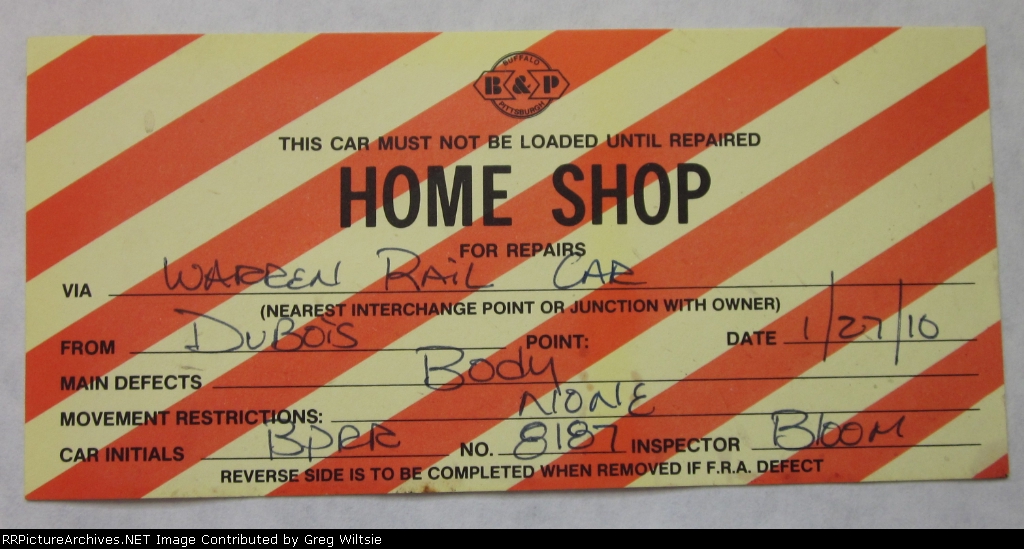 BUFFALO
B & P
PITTSBURGH
THIS CAR MUST NOT BE LOADED UNTIL REPAIRED
HOME SHOP
FOR REPAIRS
VIA WARREN RAIL CAR
(NEAREST INTERCHANGE POINT OR JUNCTION WITH OWNER)
FROM DUBOIS POINT: DATE 1/27/10
MAIN DEFECTS Body
MOVEMENT RESTRICTIONS: NONE
CAR INITIALS BPRR NO. 8187 INSPECTOR Bloom
REVERSE SIDE IS TO BE COMPLETED WHEN REMOVED IF F.R.A. DEFECT
RRPictureArchives.NET Image Contributed by Greg Wiltsie